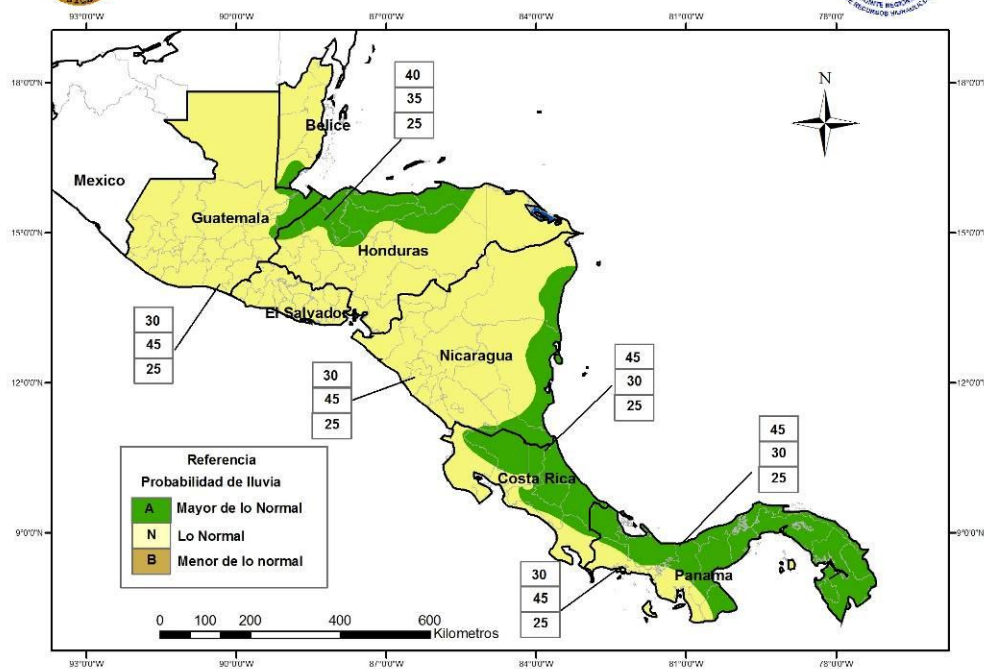 COMITE REGIONAL
DE RECURSOS HIDRAULICOS
93°0'0"W 90°0'0"W 87°0'0"W 84°0'0"W 81°0'0"W 78°0'0"W
18°0'0"N
18°0'0"N
15°0'0"N
15°0'0"N
12°0'0"N
12°0'0"N
9°0'0"N
9°0'0"N
N
40
35
25
Belice
Mexico
Guatemala
Honduras
El Salvador
30
45
25
Nicaragua
30
45
25
45
30
25
Costa Rica
45
30
25
Panama
30
45
25
Referencia
Probabilidad de lluvia
A Mayor de lo Normal
N Lo Normal
B Menor de lo normal
0 100 200 400 600
Kilometros
93°0'0"W 90°0'0"W 87°0'0"W 84°0'0"W 81°0'0"W 78°0'0"W